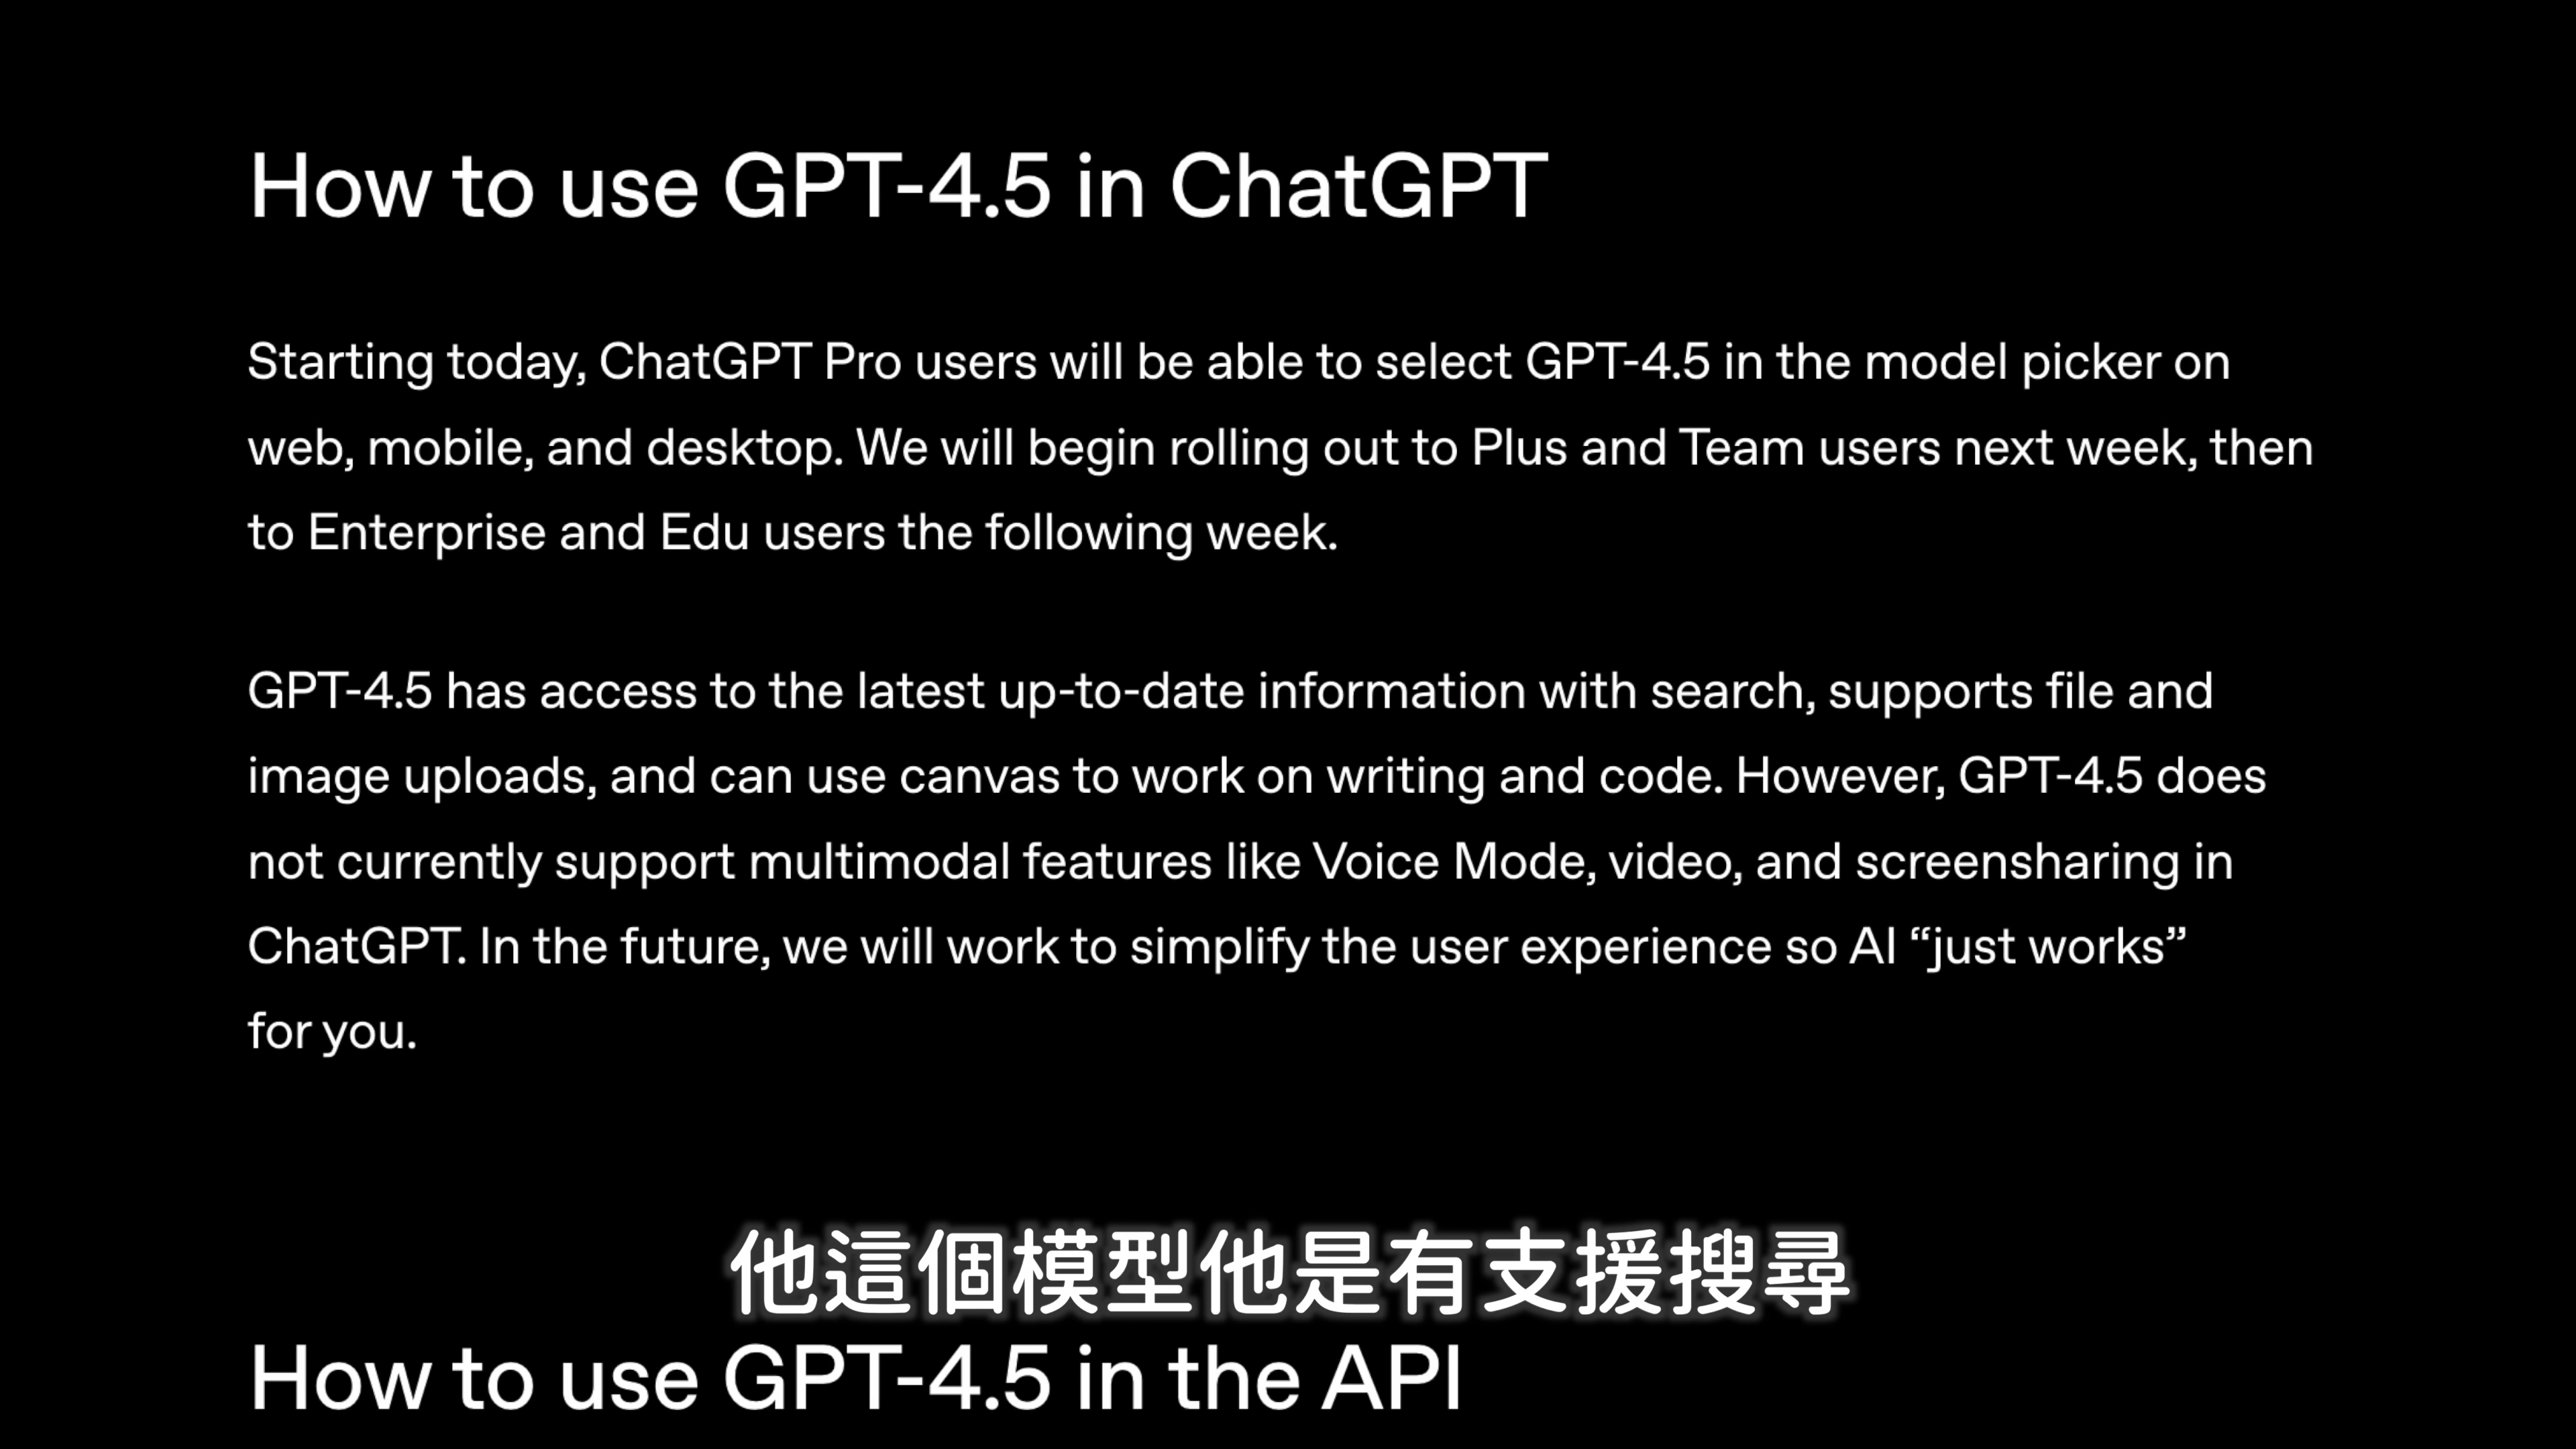 How to use GPT-4.5 in ChatGPT
Starting today, ChatGPT Pro users will be able to select GPT-4.5 in the model picker on
web, mobile, and desktop. We will begin rolling out to Plus and Team users next week, then
to Enterprise and Edu users the following week.
GPT-4.5 has access to the latest up-to-date information with search, supports file and
image uploads, and can use canvas to work on writing and code. However, GPT-4.5 does
not currently support multimodal features like Voice Mode, video, and screensharing in
ChatGPT. In the future, we will work to simplify the user experience so AI “just works”
for you.
他這個模型他是有支援搜尋
How to use GPT-4.5 in the API